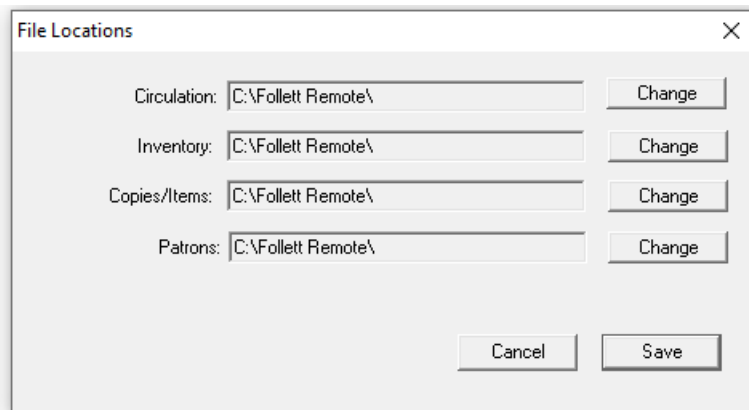 File Locations
Circulation: C:\Follett Remote\ Change
Inventory: C:\Follett Remote\ Change
Copies/Items: C:\Follett Remote\ Change
Patrons: C:\Follett Remote\ Change
Cancel Save